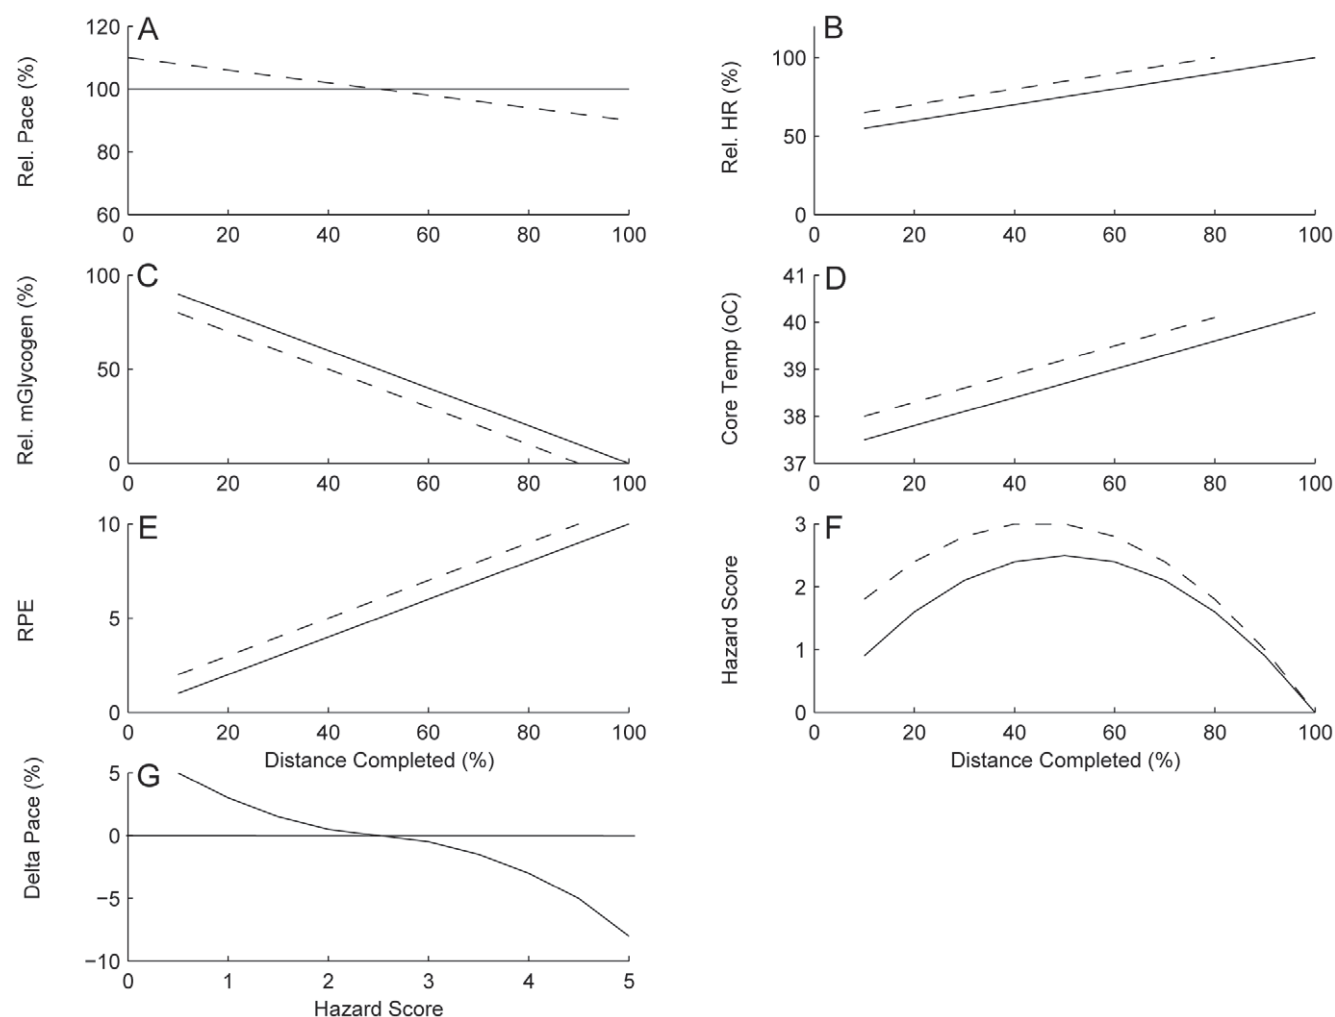 A
Rel. Pace (%)
120
100
80
60
0 20 40 60 80 100
B
Rel. HR (%)
100
50
0
0 20 40 60 80 100
C
Rel. mGlycogen (%)
100
50
0
0 20 40 60 80 100
D
Core Temp (oC)
41
40
39
38
37
0 20 40 60 80 100
E
RPE
10
5
0
0 20 40 60 80 100
Distance Completed (%)
F
Hazard Score
3
2
1
0
0 20 40 60 80 100
Distance Completed (%)
G
Delta Pace (%)
5
0
−5
−10
0 1 2 3 4 5
Hazard Score